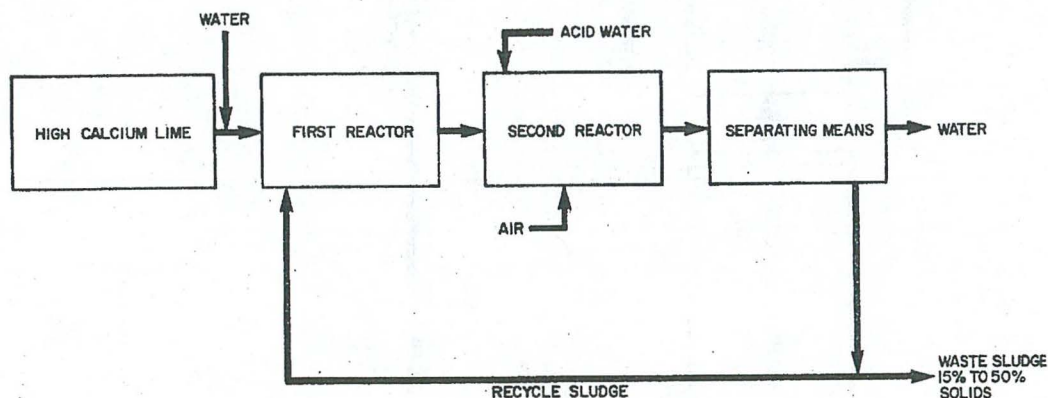 WATER
ACID WATER
HIGH CALCIUM LIME
FIRST REACTOR
SECOND REACTOR
SEPARATING MEANS
WATER
AIR
RECYCLE SLUDGE
WASTE SLUDGE
15% TO 50%
SOLIDS